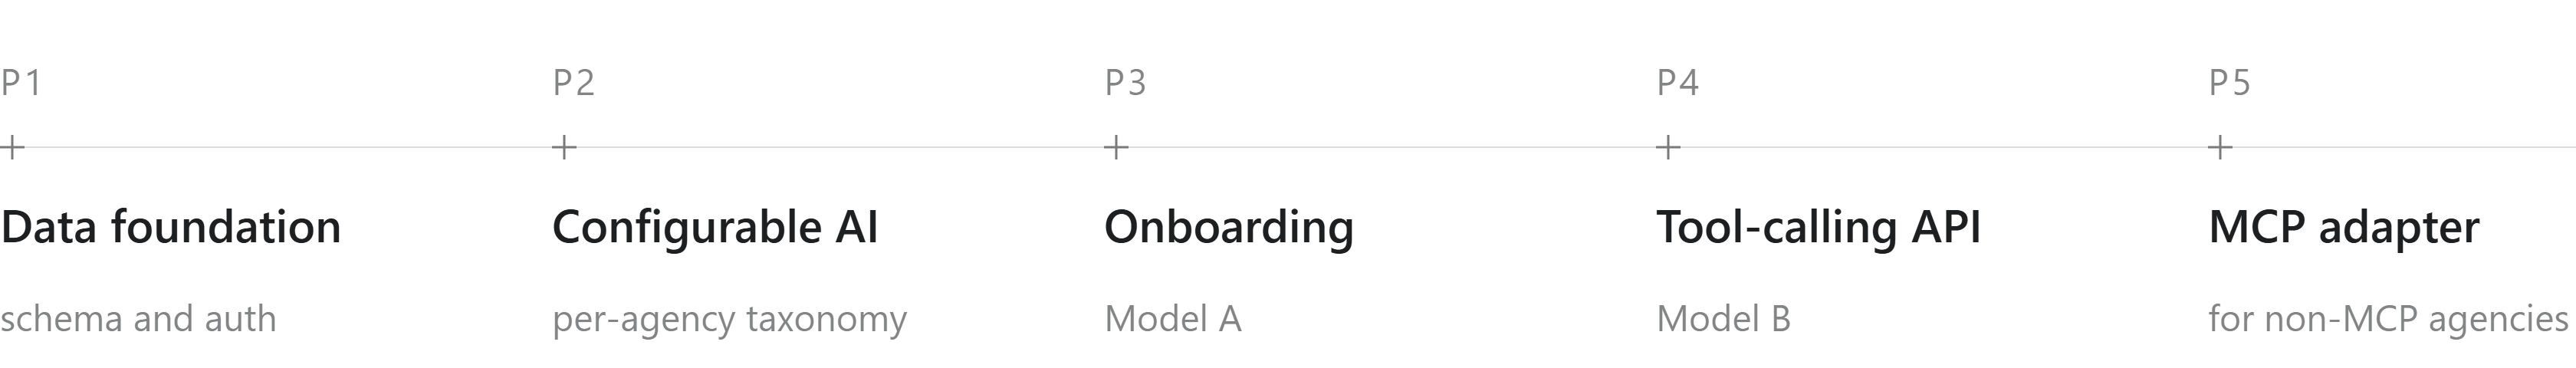 P1
P2
P3
P4
P5
Data foundation
Configurable AI
Onboarding
Tool-calling API
MCP adapter
schema and auth
per-agency taxonomy
Model A
Model B
for non-MCP agencies